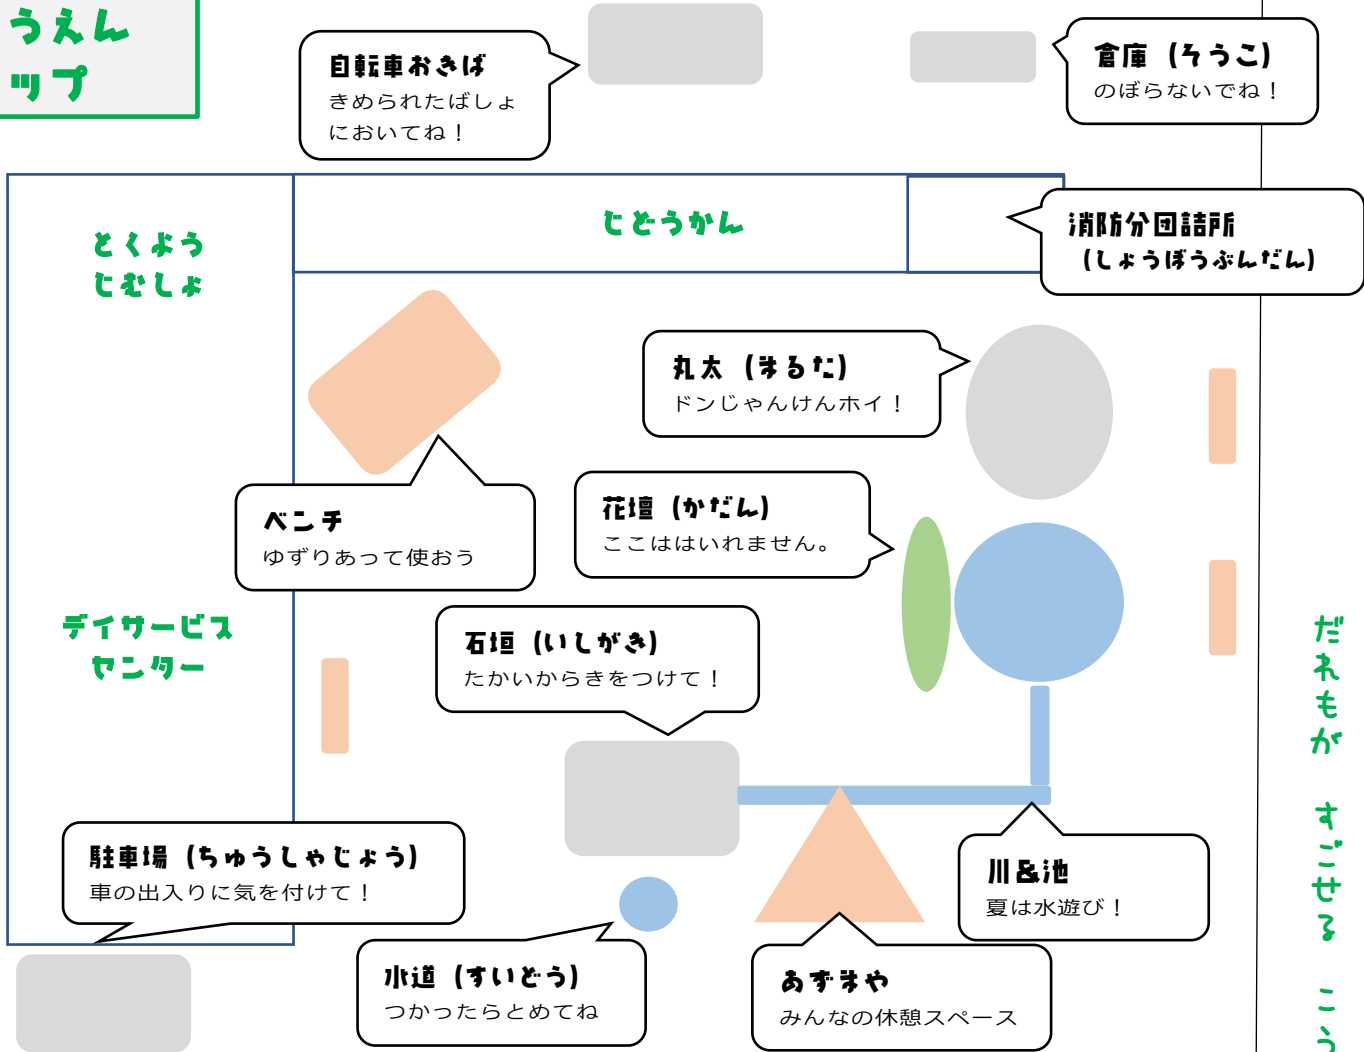 うえん
ップ
自転車おきば
きめられたばしょ
においてね！
倉庫（そうこ）
のぼらないでね！
とくよう
じむしょ
じどうかん
消防分団詰所
（しょうぼうぶんだん）
丸太（まるた）
ドンじゃんけんホイ！
ベンチ
ゆずりあって使おう
花壇（かだん）
ここははいれません。
デイサービス
センター
石垣（いしがき）
たかいからきをつけて！
駐車場（ちゅうしゃじょう）
車の出入りに気を付けて！
川&池
夏は水遊び！
水道（すいどう）
つかったらとめてね
あずまや
みんなの休憩スペース
だれもが　すごせる　こう